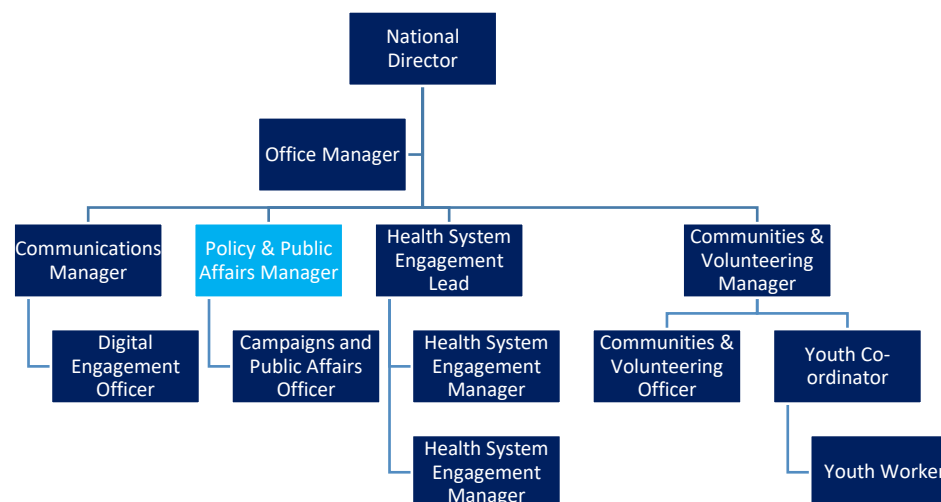 National
Director
Office Manager
Communications
Manager
Policy & Public
Affairs Manager
Health System
Engagement
Lead
Communities &
Volunteering
Manager
Digital
Engagement
Officer
Campaigns and
Public Affairs
Officer
Health System
Engagement
Manager
Communities &
Volunteering
Officer
Youth Co-
ordinator
Health System
Engagement
Manager
Youth Worker